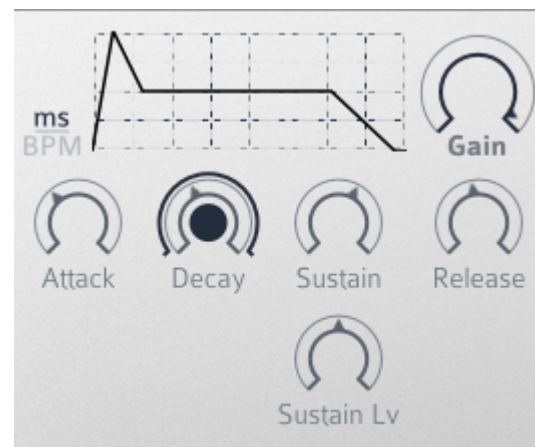 ms
BPM
Gain
Attack
Decay
Sustain
Release
Sustain Lv